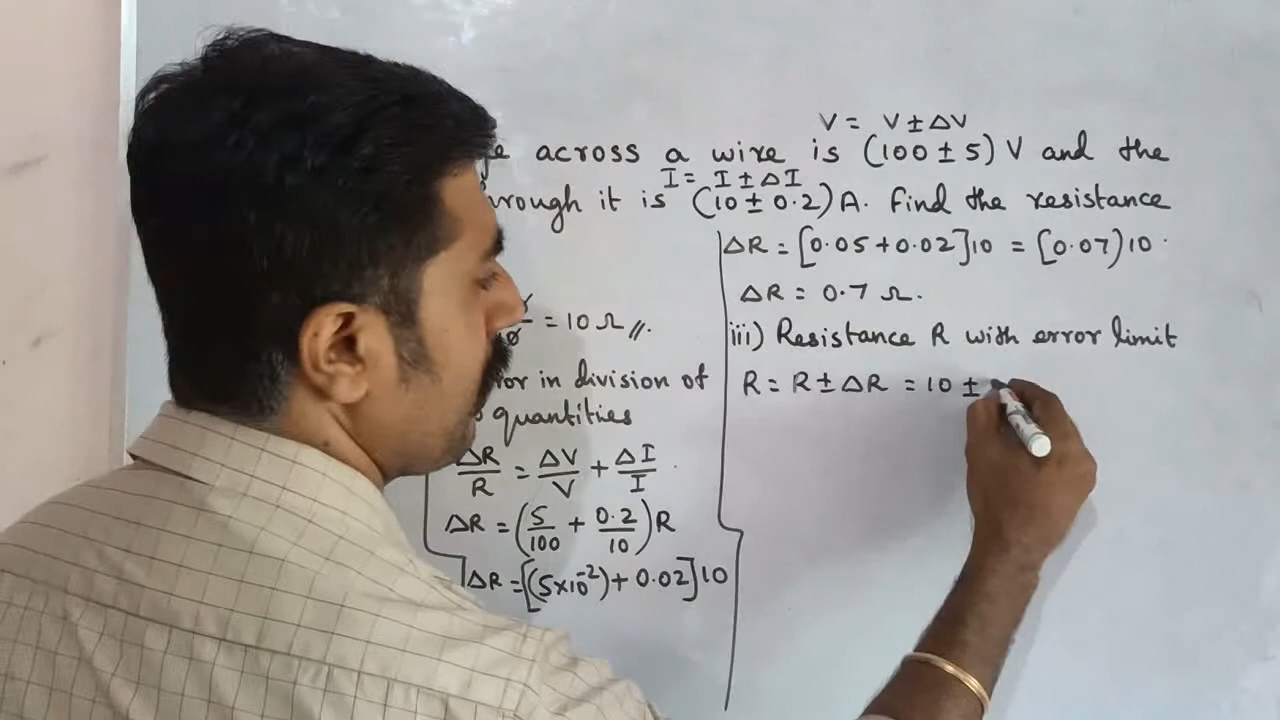 V = V ± ΔV
across a wire is (100 ± 5) V and the
I = I ± ΔI
it is (10 ± 0.2) A. Find the resistance
= 10 Ω //.
in division of
quantities
ΔR/R = ΔV/V + ΔI/I
ΔR = (5/100 + 0.2/10) R
ΔR = [(5×10⁻²) + 0.02] 10
ΔR = [0.05 + 0.02] 10 = [0.07) 10
ΔR = 0.7 Ω.
iii) Resistance R with error limit
R = R ± ΔR = 10 ±